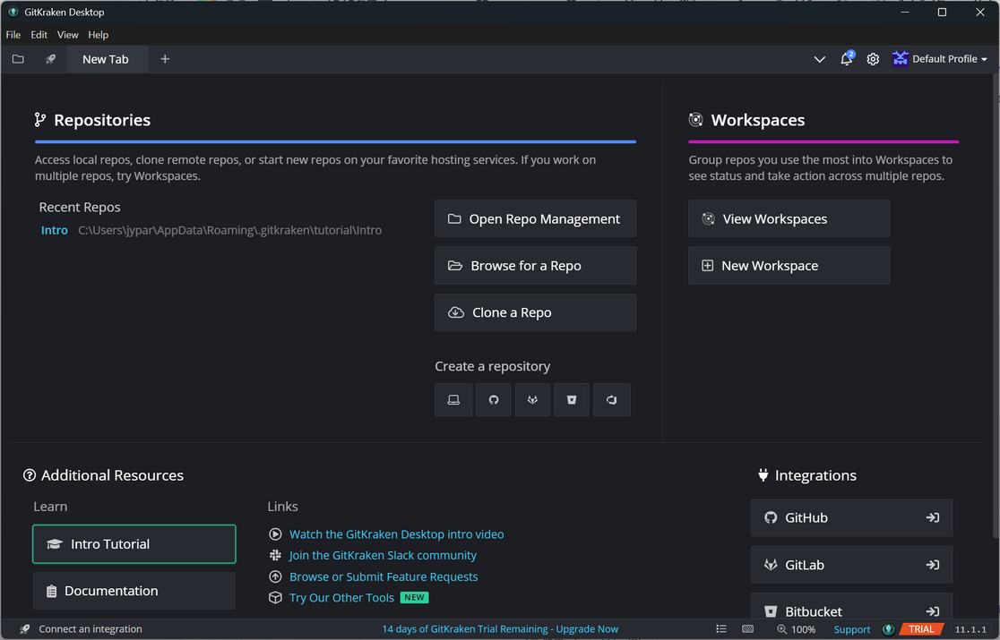 GitKraken Desktop
File Edit View Help
New Tab
2
Default Profile
Repositories
Access local repos, clone remote repos, or start new repos on your favorite hosting services. If you work on
multiple repos, try Workspaces.
Recent Repos
Intro C:\Users\jypar\AppData\Roaming\.gitkraken\tutorial\Intro
Open Repo Management
Browse for a Repo
Clone a Repo
Create a repository
Workspaces
Group repos you use the most into Workspaces to
see status and take action across multiple repos.
View Workspaces
New Workspace
Additional Resources
Learn
Intro Tutorial
Documentation
Links
Watch the GitKraken Desktop intro video
Join the GitKraken Slack community
Browse or Submit Feature Requests
Try Our Other Tools NEW
Integrations
GitHub
GitLab
Bitbucket
Connect an integration
14 days of GitKraken Trial Remaining - Upgrade Now
100%
Support
TRIAL
11.1.1